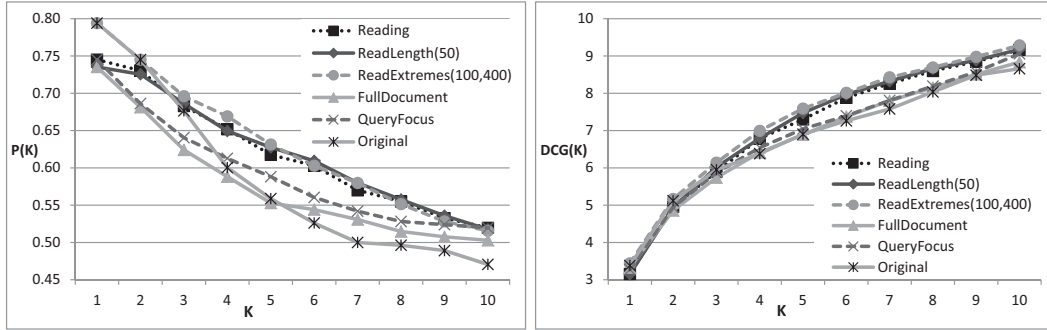 0.80
0.75
0.70
0.65
P(K)
0.60
0.55
0.50
0.45
1 2 3 4 5 6 7 8 9 10
K
Reading
ReadLength(50)
ReadExtremes(100,400)
FullDocument
QueryFocus
Original
10
9
8
7
DCG(K)
6
5
4
3
1 2 3 4 5 6 7 8 9 10
K
Reading
ReadLength(50)
ReadExtremes(100,400)
FullDocument
QueryFocus
Original